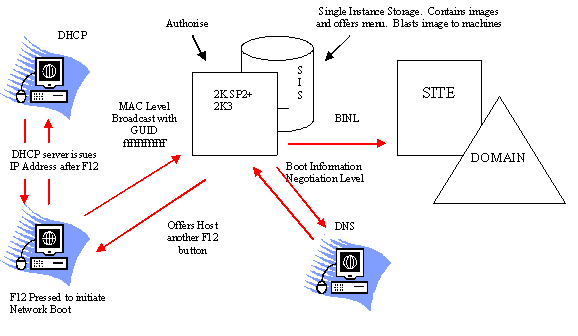 DHCP
Authorise
Single Instance Storage. Contains images
and offers menu. Blasts image to machines
S
I
S
2K SP2+
2K3
SITE
MAC Level
Broadcast with
GUID
ffffffffffff
BINL
DHCP server issues
IP Address after F12
Boot Information
Negotiation Level
DOMAIN
Offers Host
another F12
button
DNS
F12 Pressed to initiate
Network Boot